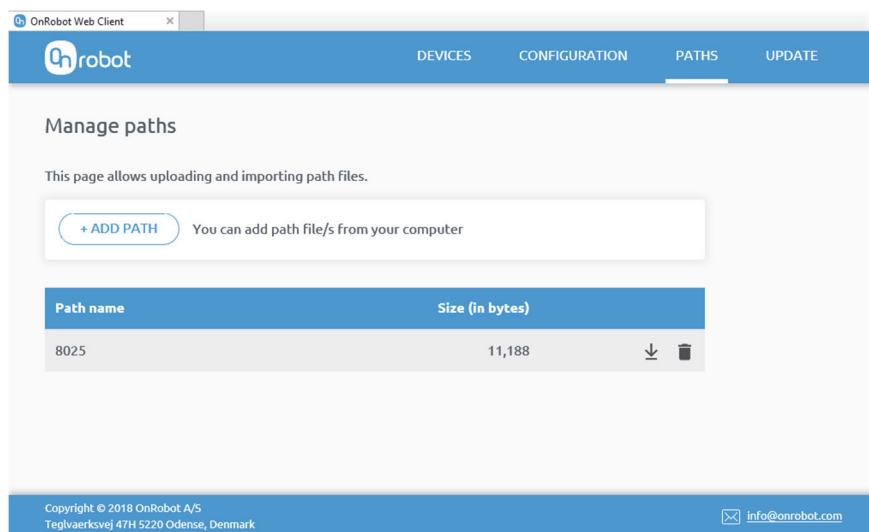 OnRobot Web Client
On robot
DEVICES CONFIGURATION PATHS UPDATE
Manage paths
This page allows uploading and importing path files.
+ ADD PATH You can add path file/s from your computer
Path name Size (in bytes)
8025 11,188
Copyright © 2018 OnRobot A/S
Teglvaerksvej 47H 5220 Odense, Denmark
info@onrobot.com